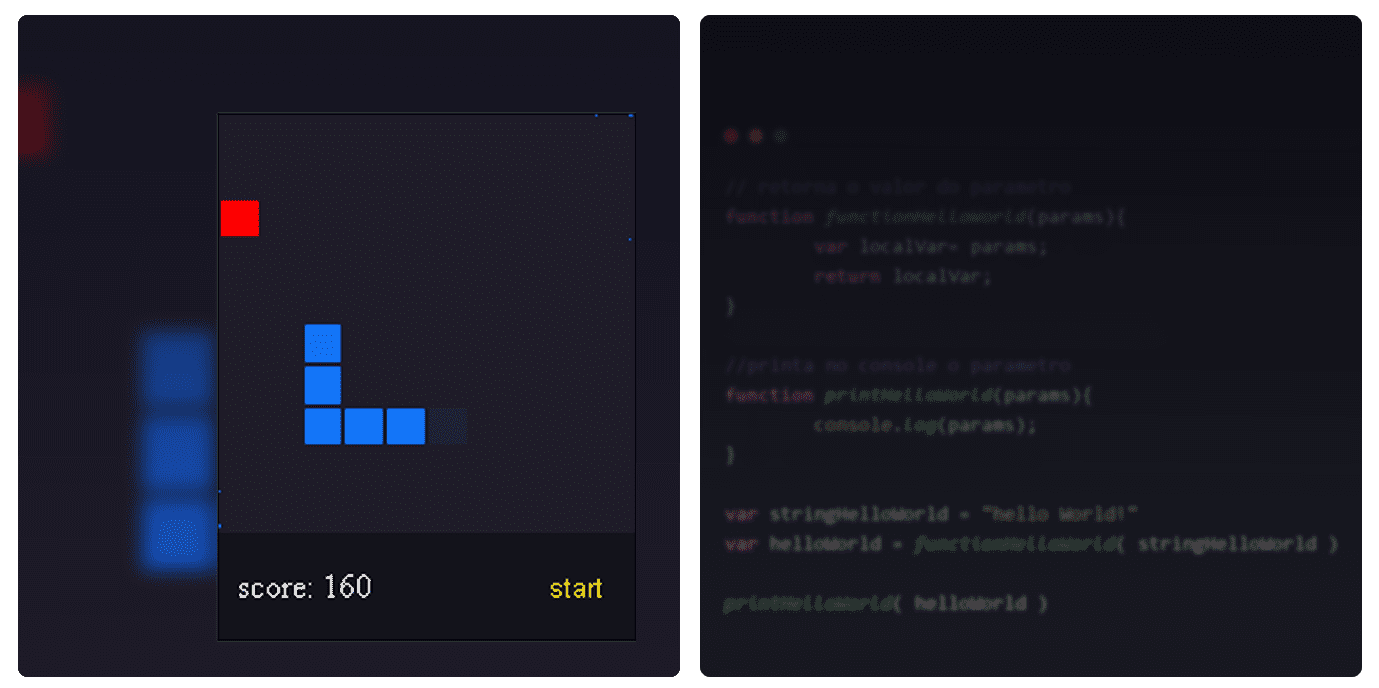 score: 160
start
// retorna o valor do parametro
function functionHelloWorld(params){
var localVar= params;
return localVar;
}
//printa no console o parametro
function printHelloWorld(params){
console.log(params);
}
var stringHelloWorld = "hello World!"
var helloWorld = functionHelloWorld( stringHelloWorld )
printHelloWorld( helloWorld )